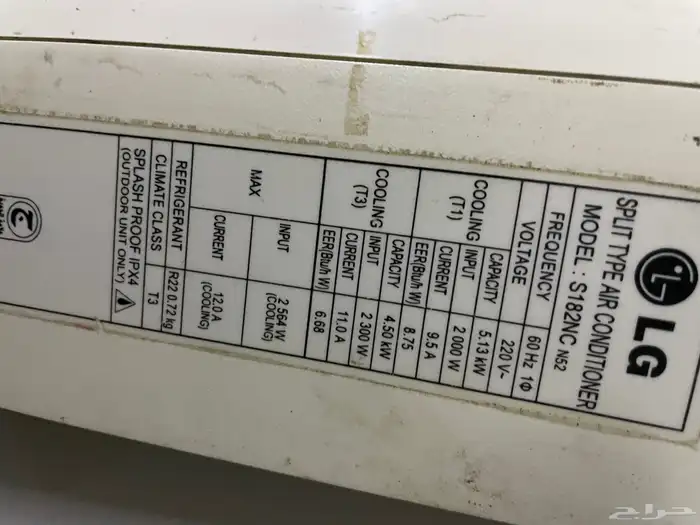 LG
SPLIT TYPE AIR CONDITIONER
MODEL : S182NC N52
FREQUENCY 60 Hz 1Φ
VOLTAGE 220 V~
COOLING (T1) CAPACITY 5.13 kW
INPUT 2 000 W
CURRENT 9.5 A
EER(Btu/h W) 8.75
COOLING (T3) CAPACITY 4.50 kW
INPUT 2 300 W
CURRENT 11.0 A
EER(Btu/h W) 6.68
MAX INPUT 2 564 W (COOLING)
CURRENT 12.0 A (COOLING)
REFRIGERANT R22 0.72 kg
CLIMATE CLASS T3
SPLASH PROOF IPX4
(OUTDOOR UNIT ONLY)
حراج